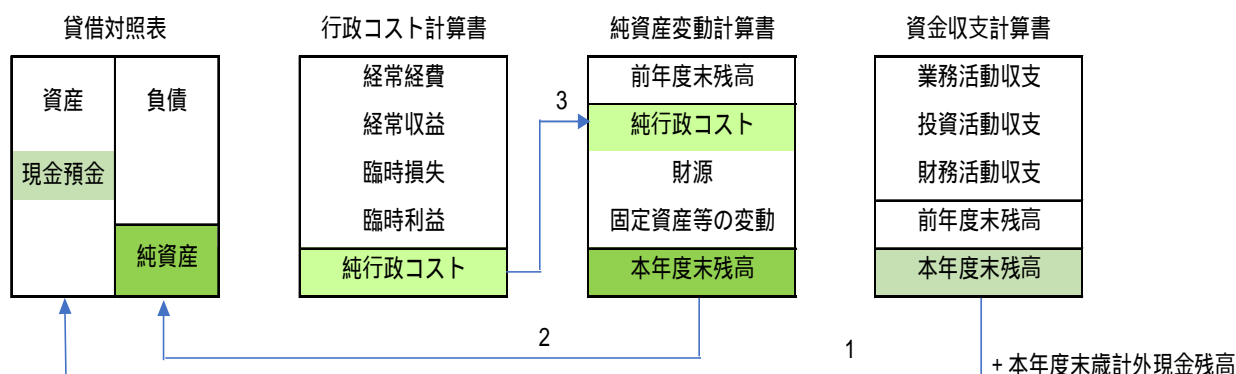 貸借対照表
資産
負債
現金預金
純資産
行政コスト計算書
経常経費
経常収益
臨時損失
臨時利益
純行政コスト
3
純資産変動計算書
前年度末残高
純行政コスト
財源
固定資産等の変動
本年度末残高
資金収支計算書
業務活動収支
投資活動収支
財務活動収支
前年度末残高
本年度末残高
2
1
+ 本年度末歳計外現金残高